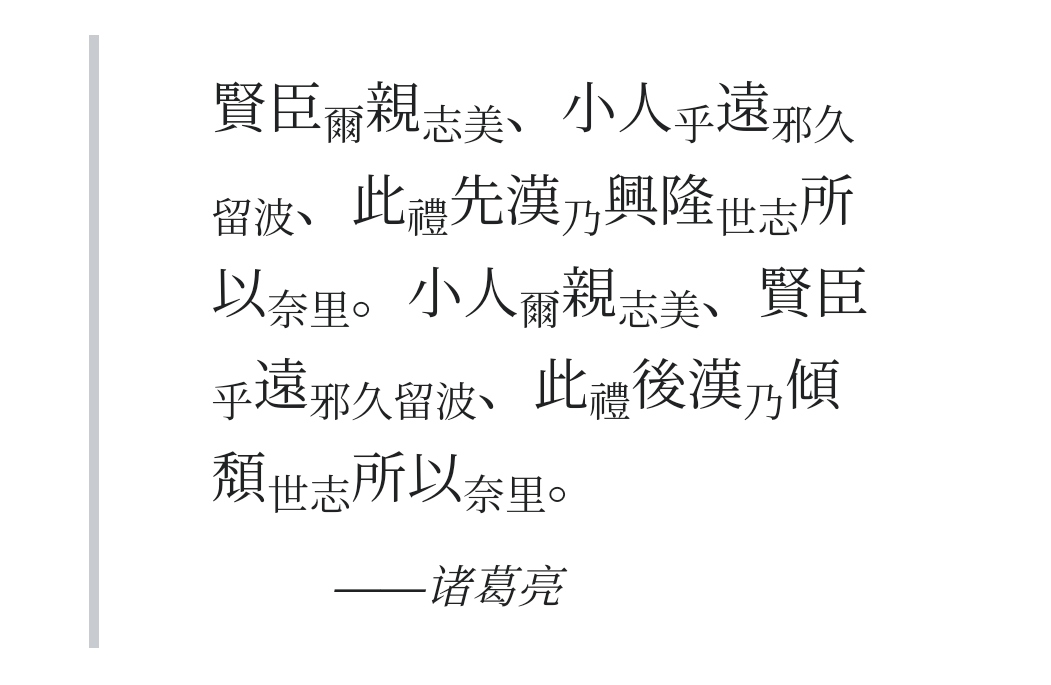 賢臣爾親志美、小人乎遠邪久
留波、此禮先漢乃興隆世志所
以奈里。小人爾親志美、賢臣
乎遠邪久留波、此禮後漢乃傾
頹世志所以奈里。
——诸葛亮